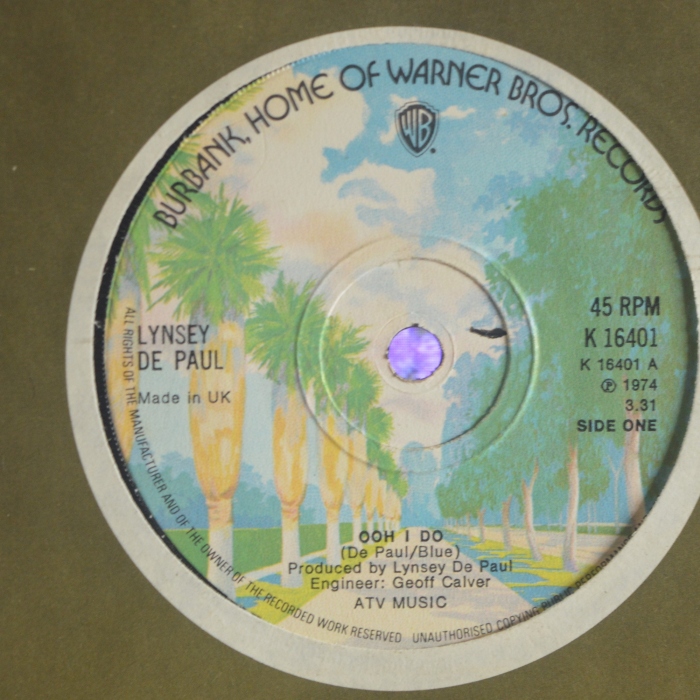 BURBANK, HOME OF WARNER BROS. RECORDS
WB
LYNSEY
DE PAUL
Made in UK
45 RPM
K 16401
K 16401 A
℗ 1974
3.31
SIDE ONE
OOH I DO
(De Paul/Blue)
Produced by Lynsey De Paul
Engineer: Geoff Calver
ATV MUSIC
ALL RIGHTS OF THE MANUFACTURER AND OF THE OWNER OF THE RECORDED WORK RESERVED UNAUTHORISED COPYING PUBLIC